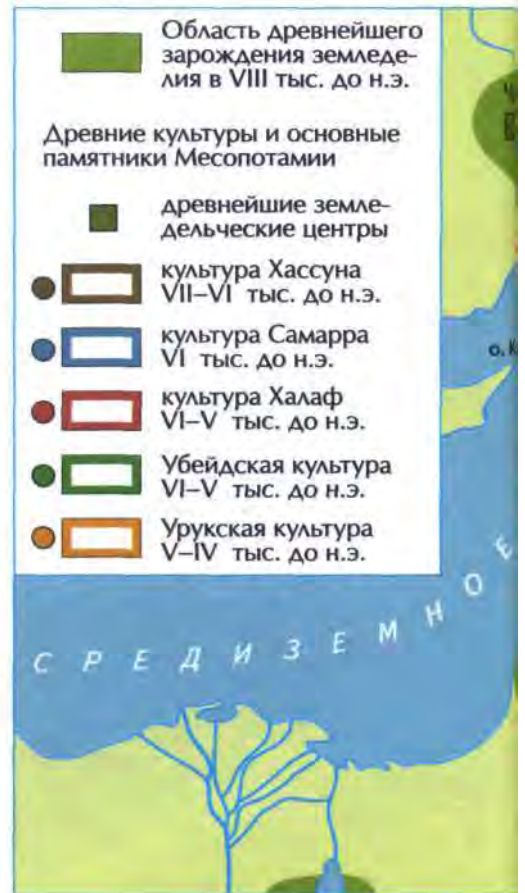 Область древнейшего
зарождения земледе-
лия в VIII тыс. до н.э.
Древние культуры и основные
памятники Месопотамии
древнейшие земле-
дельческие центры
культура Хассуна
VII–VI тыс. до н.э.
культура Самарра
VI тыс. до н.э.
культура Халаф
VI–V тыс. до н.э.
Убейдская культура
VI–V тыс. до н.э.
Урукская культура
V–IV тыс. до н.э.
о. К
СРЕДИЗЕМНОЕ